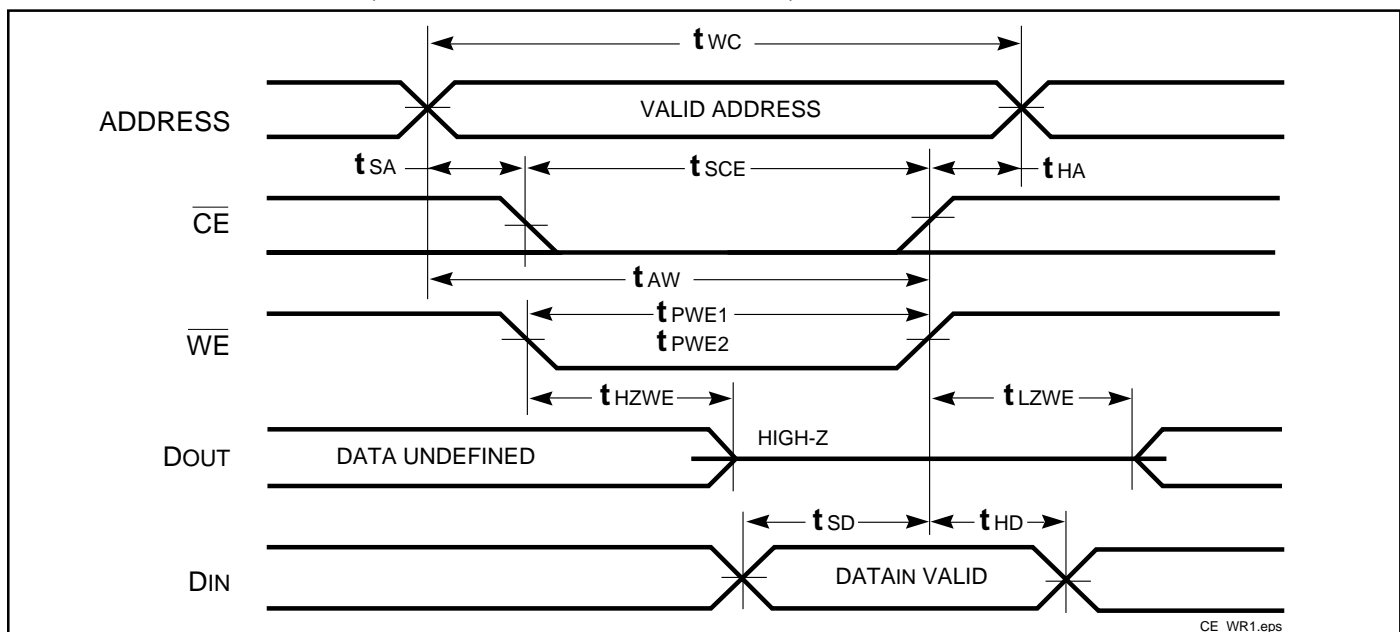 tWC
ADDRESS
VALID ADDRESS
tSA
tSCE
tHA
CE
tAW
WE
tPWE1
tPWE2
tHZWE
tLZWE
DOUT
DATA UNDEFINED
HIGH-Z
tSD
tHD
DIN
DATAIN VALID
CE_WR1.eps